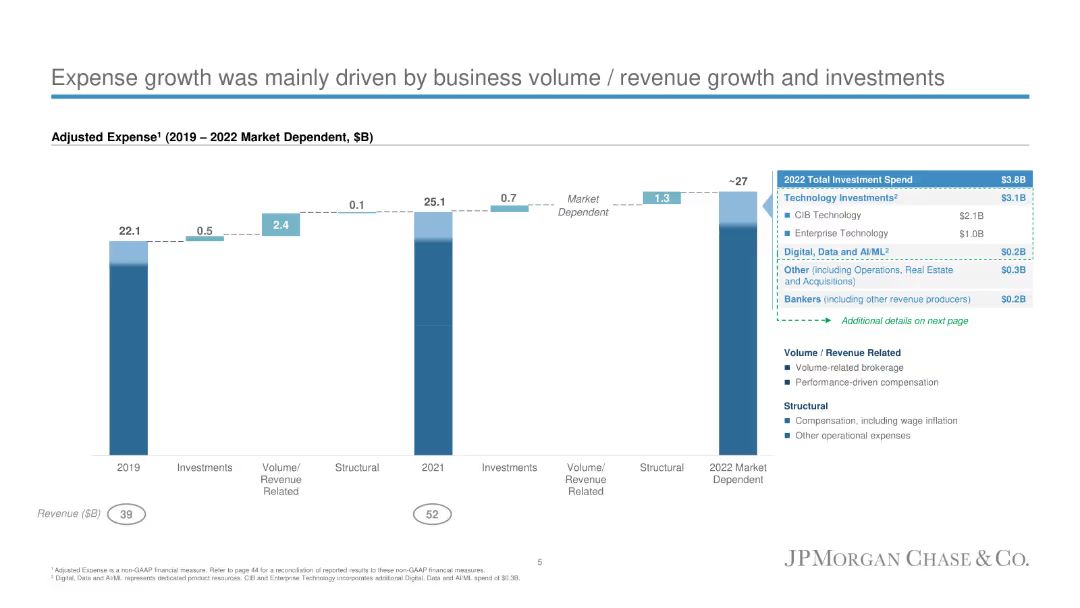 Expense growth was mainly driven by business volume / revenue growth and investments
Adjusted Expense¹ (2019 – 2022 Market Dependent, $B)
22.1
0.5
2.4
0.1
25.1
0.7
Market
Dependent
1.3
~27
2019
Investments
Volume/
Revenue
Related
Structural
2021
Investments
Volume/
Revenue
Related
Structural
2022 Market
Dependent
Revenue ($B)
39
52
2022 Total Investment Spend $3.8B
Technology Investments² $3.1B
■ CIB Technology $2.1B
■ Enterprise Technology $1.0B
Digital, Data and AI/ML² $0.2B
Other (including Operations, Real Estate $0.3B
and Acquisitions)
Bankers (including other revenue producers) $0.2B
Additional details on next page
Volume / Revenue Related
■ Volume-related brokerage
■ Performance-driven compensation
Structural
■ Compensation, including wage inflation
■ Other operational expenses
¹ Adjusted Expense is a non-GAAP financial measure. Refer to page 44 for a reconciliation of reported results to these non-GAAP financial measures.
² Digital, Data and AI/ML represents dedicated product resources. CIB and Enterprise Technology incorporates additional Digital, Data and AI/ML spend of $0.3B.
5
JPMORGAN CHASE & CO.